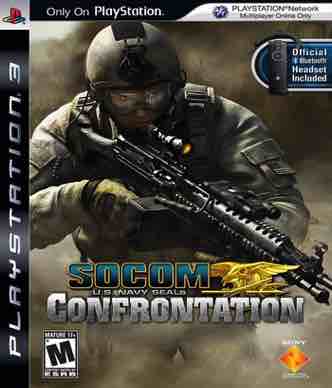 Only On PlayStation.
PLAYSTATION®Network
Multiplayer Online Only
Official
Bluetooth
Headset
Included
PLAYSTATION 3
SOCOM
U.S. NAVY SEALS
CONFRONTATION
MATURE 17+
M
ESRB
SONY